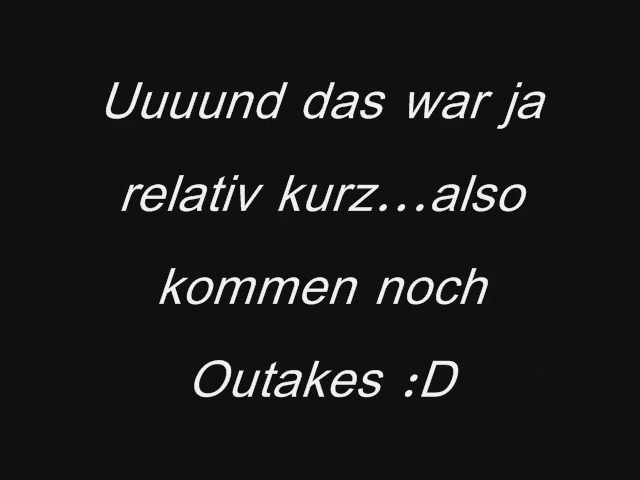 Uuuund das war ja
relativ kurz...also
kommen noch
Outakes :D